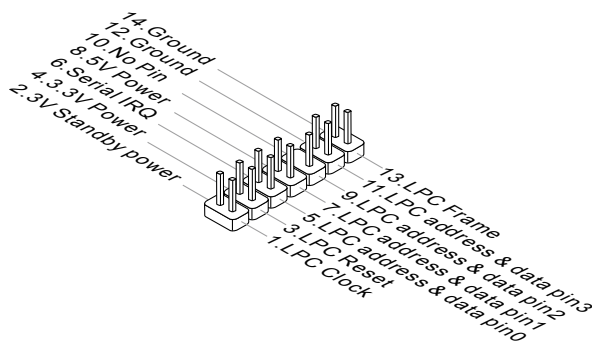 14.Ground
12.Ground
10.No Pin
8.5V Power
6.Serial IRQ
4.3.3V Power
2.3V Standby power
13.LPC Frame
11.LPC address & data pin3
9.LPC address & data pin2
7.LPC address & data pin1
5.LPC address & data pin0
3.LPC Reset
1.LPC Clock